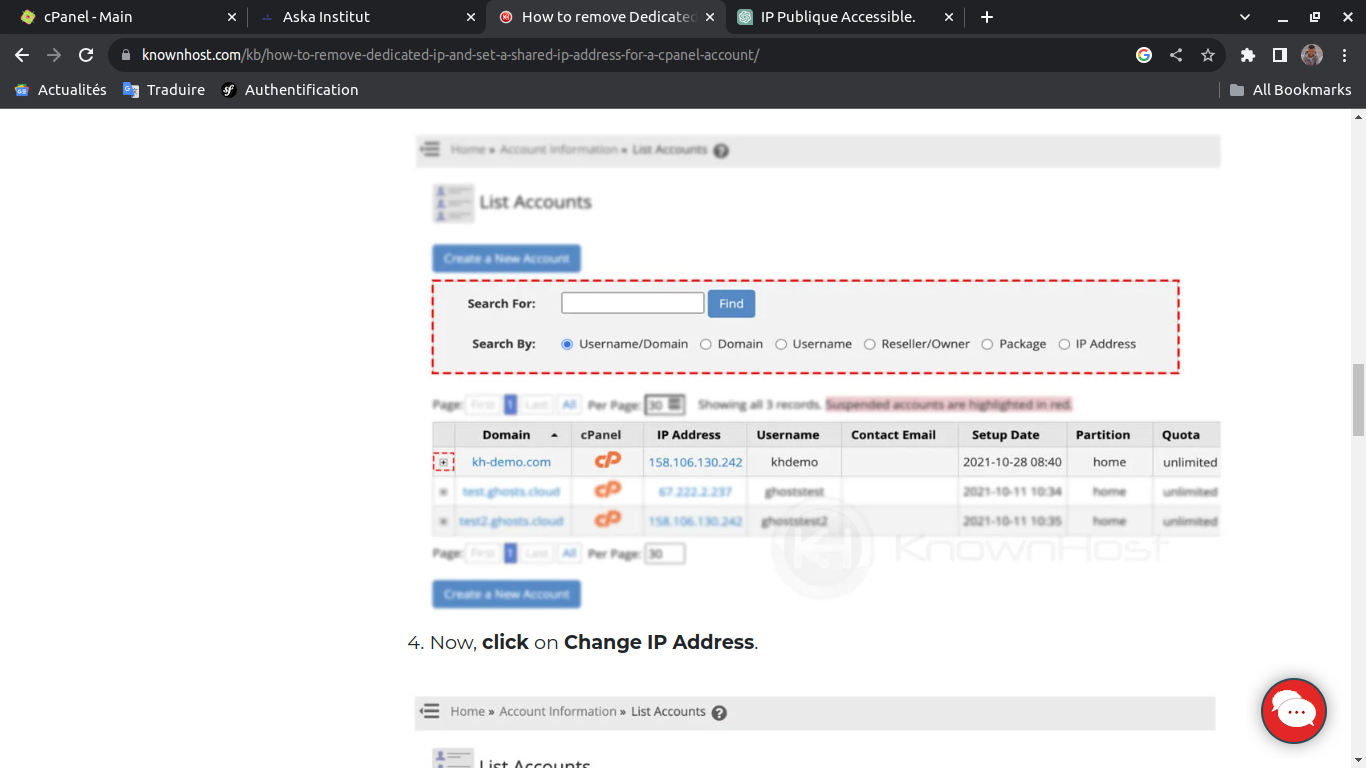 cPanel - Main
Aska Institut
How to remove Dedicated
IP Publique Accessible.
knownhost.com/kb/how-to-remove-dedicated-ip-and-set-a-shared-ip-address-for-a-cpanel-account/
Actualités Traduire Authentification All Bookmarks
Home » Account Information » List Accounts ?
List Accounts
Create a New Account
Search For: Find
Search By: Username/Domain Domain Username Reseller/Owner Package IP Address
Page: First 1 Last All Per Page: 30 Showing all 3 records. Suspended accounts are highlighted in red.
Domain cPanel IP Address Username Contact Email Setup Date Partition Quota
kh-demo.com cP 158.106.130.242 khdemo 2021-10-28 08:40 home unlimited
test.ghosts.cloud cP 67.222.2.237 ghoststest 2021-10-11 10:34 home unlimited
test2.ghosts.cloud cP 158.106.130.242 ghoststest2 2021-10-11 10:35 home unlimited
KnownHost
Page: First 1 Last All Per Page: 30
Create a New Account
4. Now, click on Change IP Address.
Home » Account Information » List Accounts ?
List Accounts